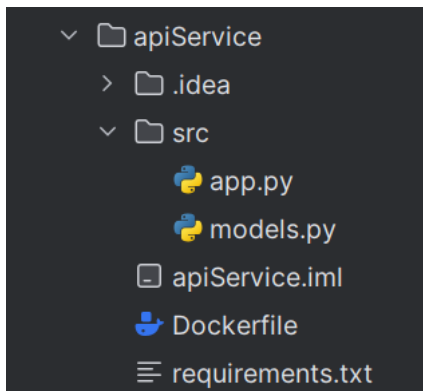 apiService
.idea
src
app.py
models.py
apiService.iml
Dockerfile
requirements.txt